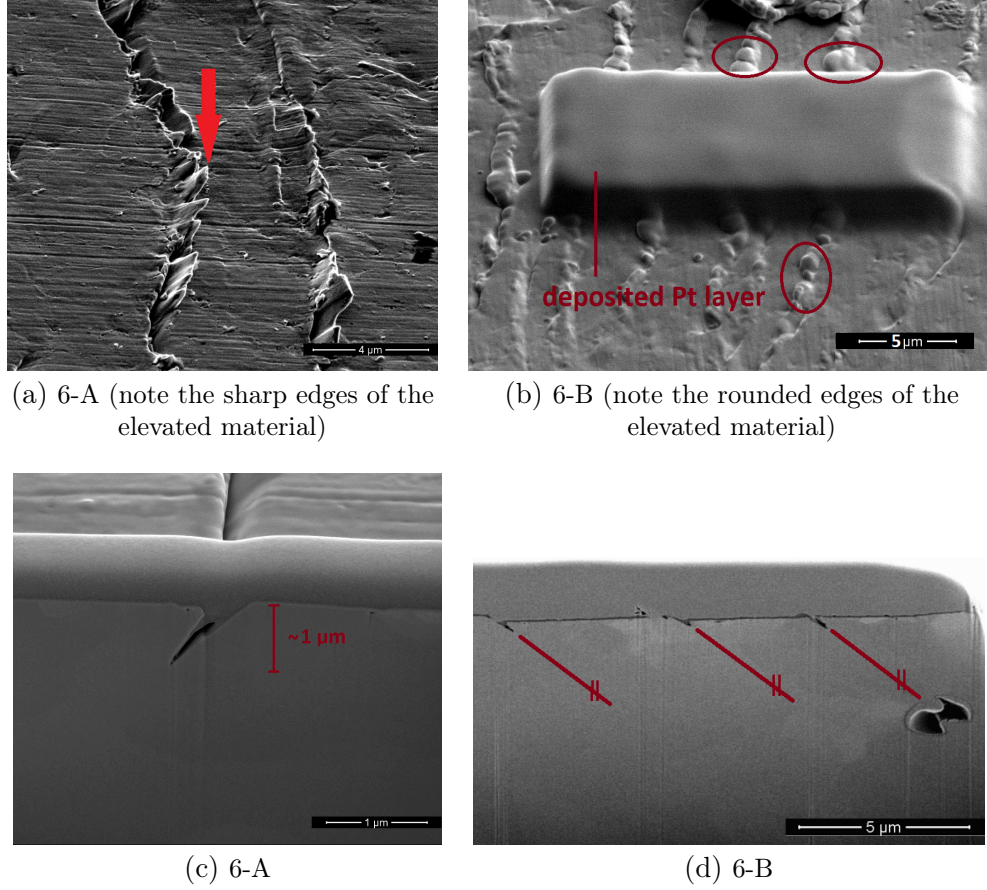 deposited Pt layer
4 µm
5 µm
(a) 6-A (note the sharp edges of the
elevated material)
(b) 6-B (note the rounded edges of the
elevated material)
~1 µm
1 µm
5 µm
(c) 6-A
(d) 6-B